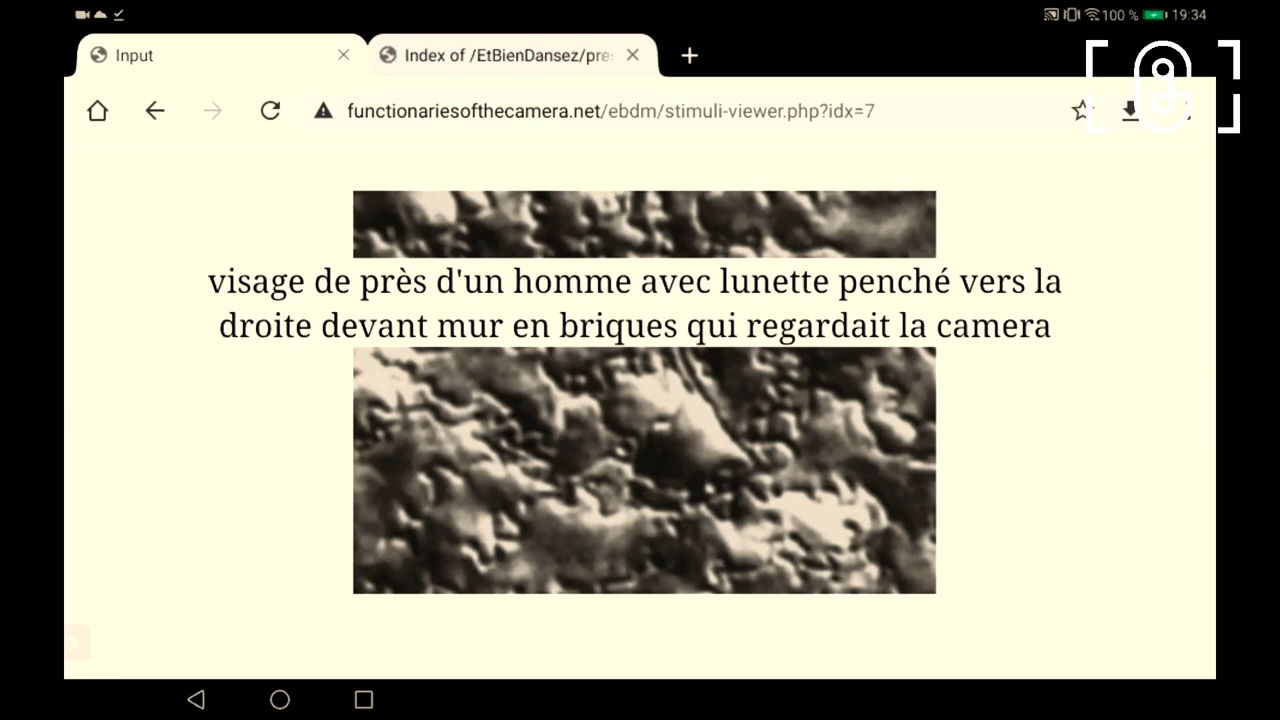 100 % 19:34
Input
Index of /EtBienDansez/pre
functionariesofthecamera.net/ebdm/stimuli-viewer.php?idx=7
visage de près d'un homme avec lunette penché vers la
droite devant mur en briques qui regardait la camera